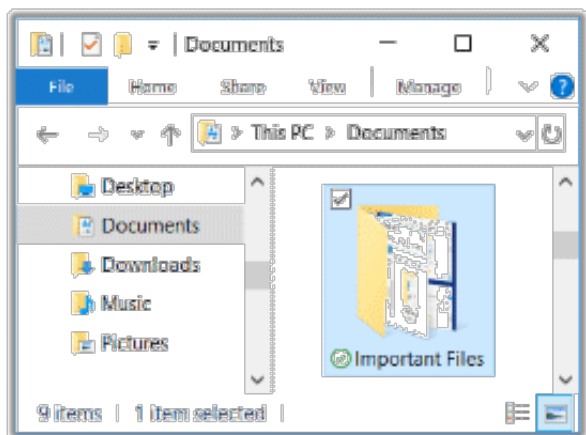 Documents
File Home Share View Manage ?
This PC Documents
Desktop
Documents
Downloads
Music
Pictures
Important Files
9 items 1 item selected